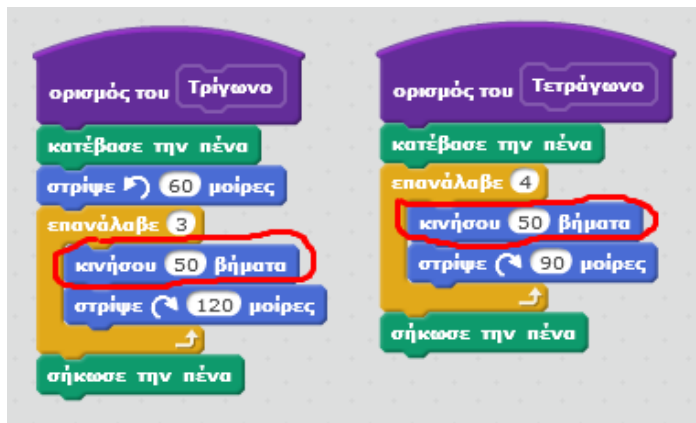 ορισμός του Τρίγωνο
κατέβασε την πένα
στρίψε 60 μοίρες
επανάλαβε 3
κινήσου 50 βήματα
στρίψε 120 μοίρες
σήκωσε την πένα
ορισμός του Τετράγωνο
κατέβασε την πένα
επανάλαβε 4
κινήσου 50 βήματα
στρίψε 90 μοίρες
σήκωσε την πένα